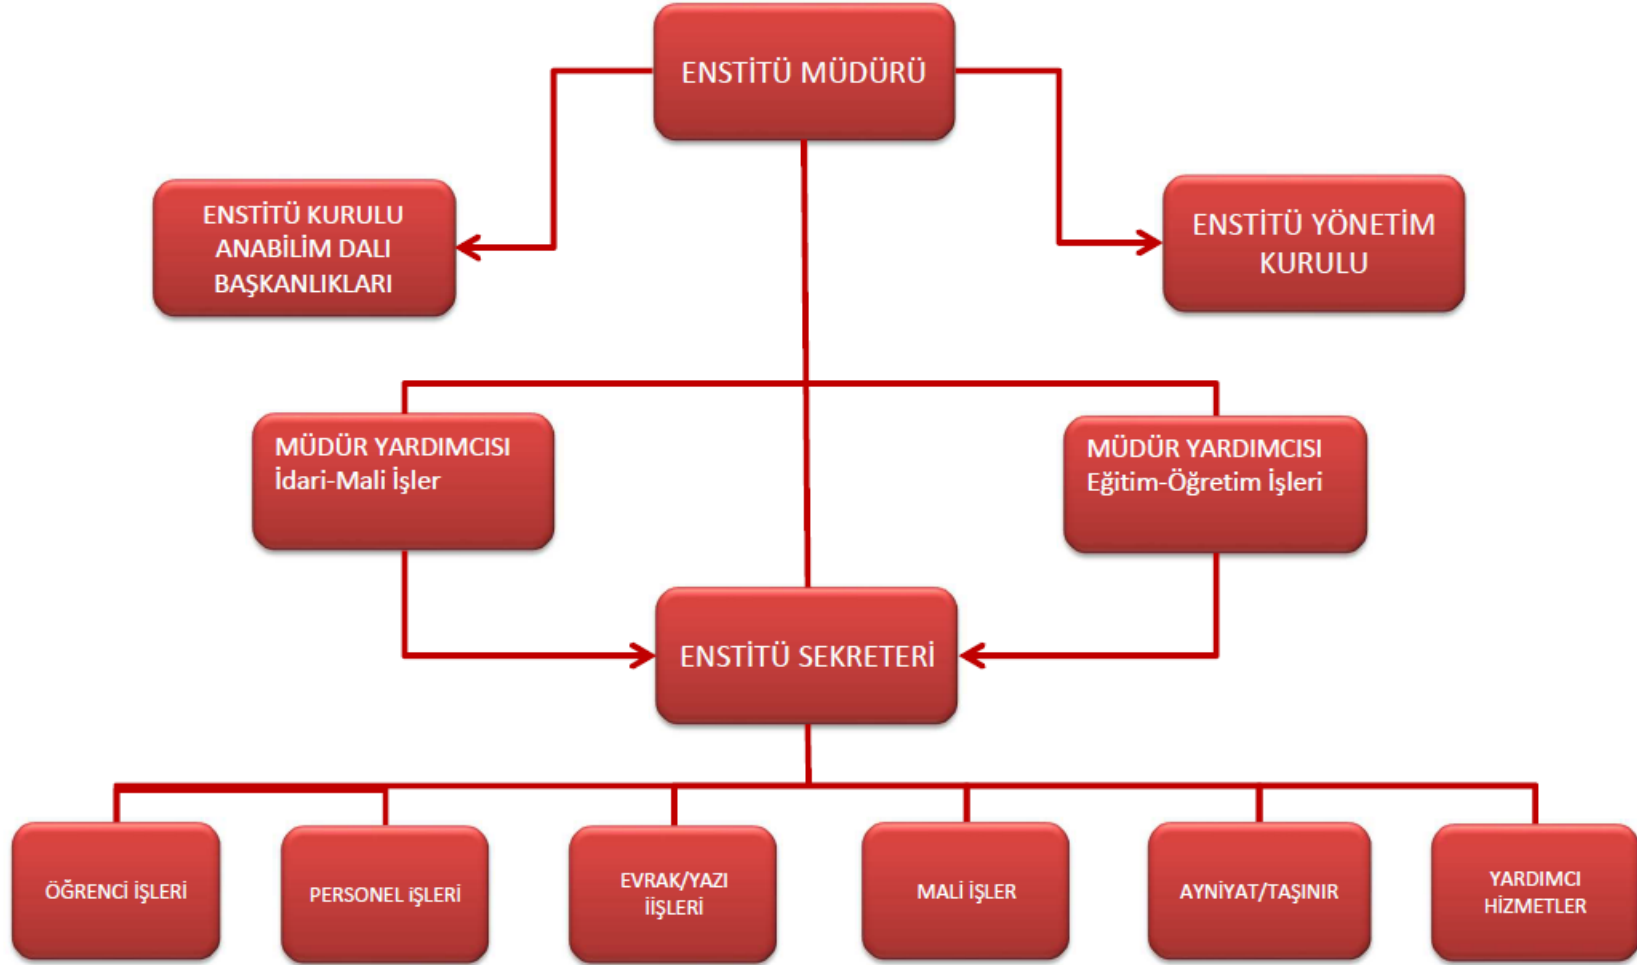 ENSTİTÜ MÜDÜRÜ
ENSTİTÜ KURULU
ANABİLİM DALI
BAŞKANLIKLARI
ENSTİTÜ YÖNETİM
KURULU
MÜDÜR YARDIMCISI
İdari-Mali İşler
MÜDÜR YARDIMCISI
Eğitim-Öğretim İşleri
ENSTİTÜ SEKRETERİ
ÖĞRENCİ İŞLERİ
PERSONEL iŞLERİ
EVRAK/YAZI
İİŞLERİ
MALİ İŞLER
AYNİYAT/TAŞINIR
YARDIMCI
HİZMETLER